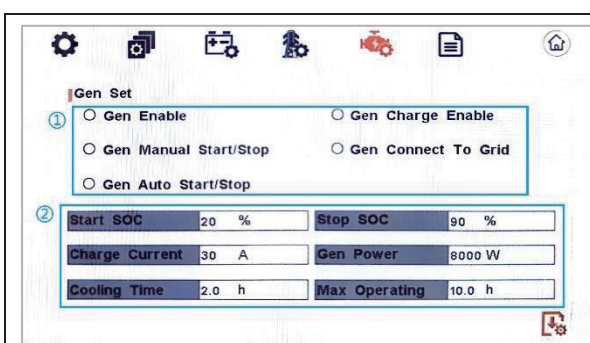 Gen Set
① Gen Enable Gen Charge Enable
Gen Manual Start/Stop Gen Connect To Grid
Gen Auto Start/Stop
② Start SOC 20 % Stop SOC 90 %
Charge Current 30 A Gen Power 8000 W
Cooling Time 2.0 h Max Operating 10.0 h